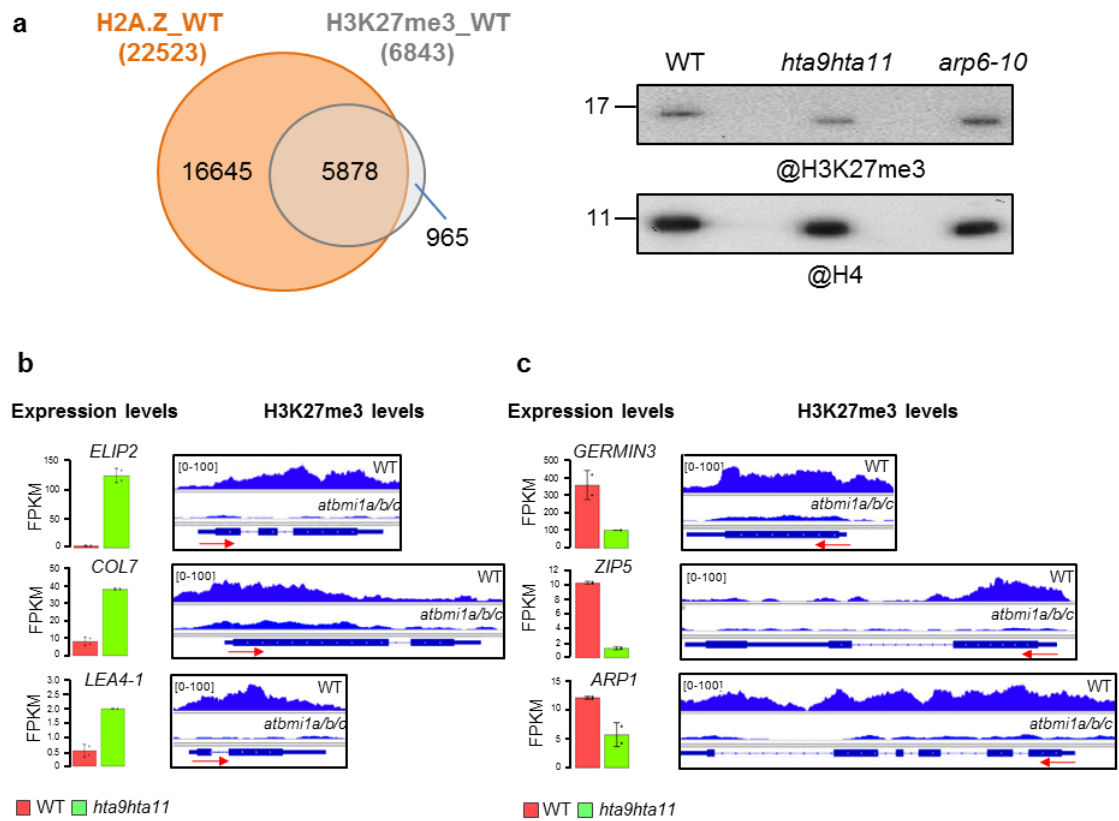 a
H2A.Z_WT
(22523)
H3K27me3_WT
(6843)
16645
5878
965
WT
hta9hta11
arp6-10
17
@H3K27me3
11
@H4
b
Expression levels
H3K27me3 levels
ELIP2
FPKM
150
100
50
0
[0-100]
WT
atbmi1a/b/c
COL7
FPKM
50
40
30
20
10
0
[0-100]
WT
atbmi1a/b/c
LEA4-1
FPKM
3.0
2.5
2.0
1.5
1.0
0.5
0
[0-100]
WT
atbmi1a/b/c
WT
hta9hta11
c
Expression levels
H3K27me3 levels
GERMIN3
FPKM
500
400
300
200
100
0
[0-100]
WT
atbmi1a/b/c
ZIP5
FPKM
12
10
8
6
4
2
0
[0-100]
WT
atbmi1a/b/c
ARP1
FPKM
15
10
5
0
[0-100]
WT
atbmi1a/b/c
WT
hta9hta11